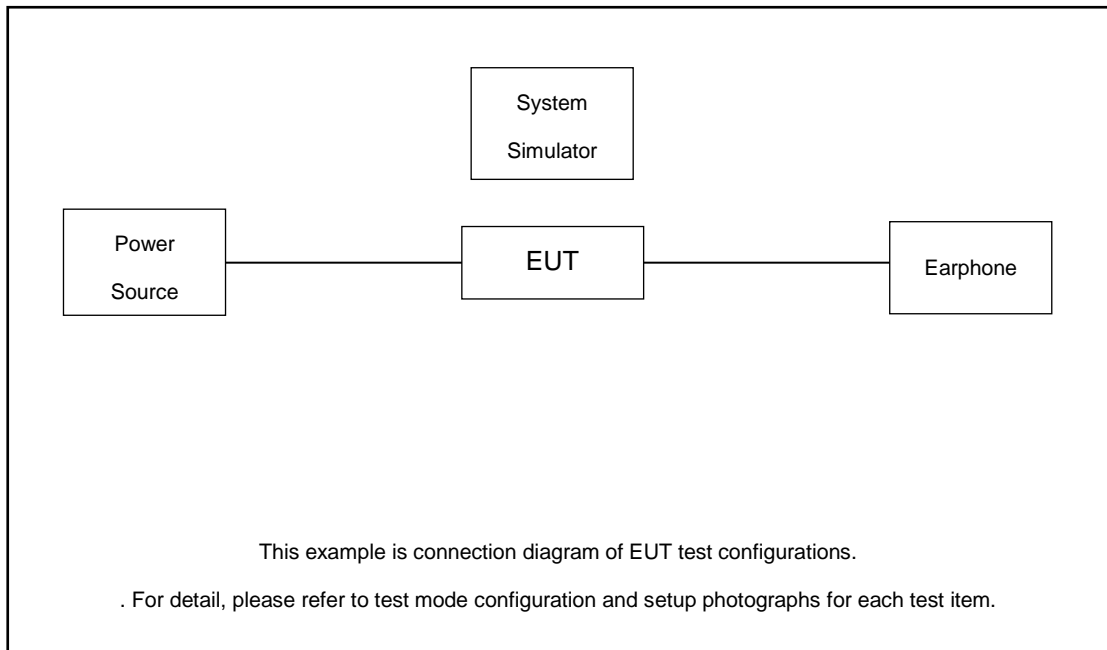 System
Simulator
Power
Source
EUT
Earphone
This example is connection diagram of EUT test configurations.
. For detail, please refer to test mode configuration and setup photographs for each test item.